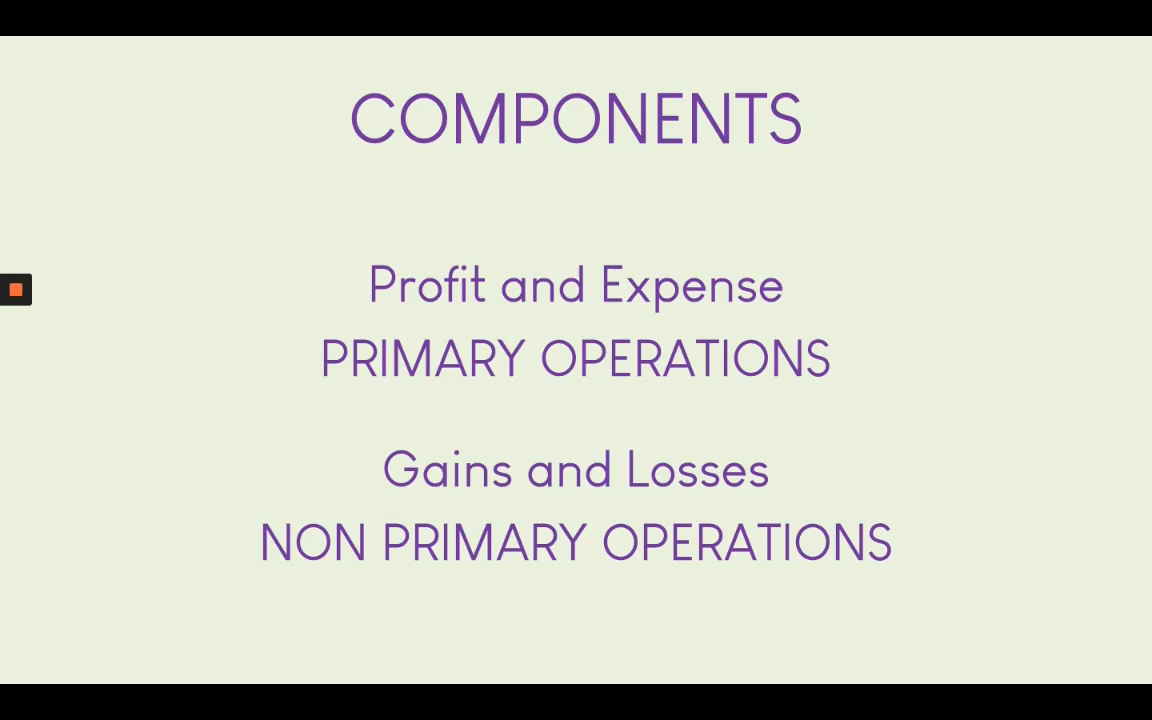 COMPONENTS
Profit and Expense
PRIMARY OPERATIONS
Gains and Losses
NON PRIMARY OPERATIONS